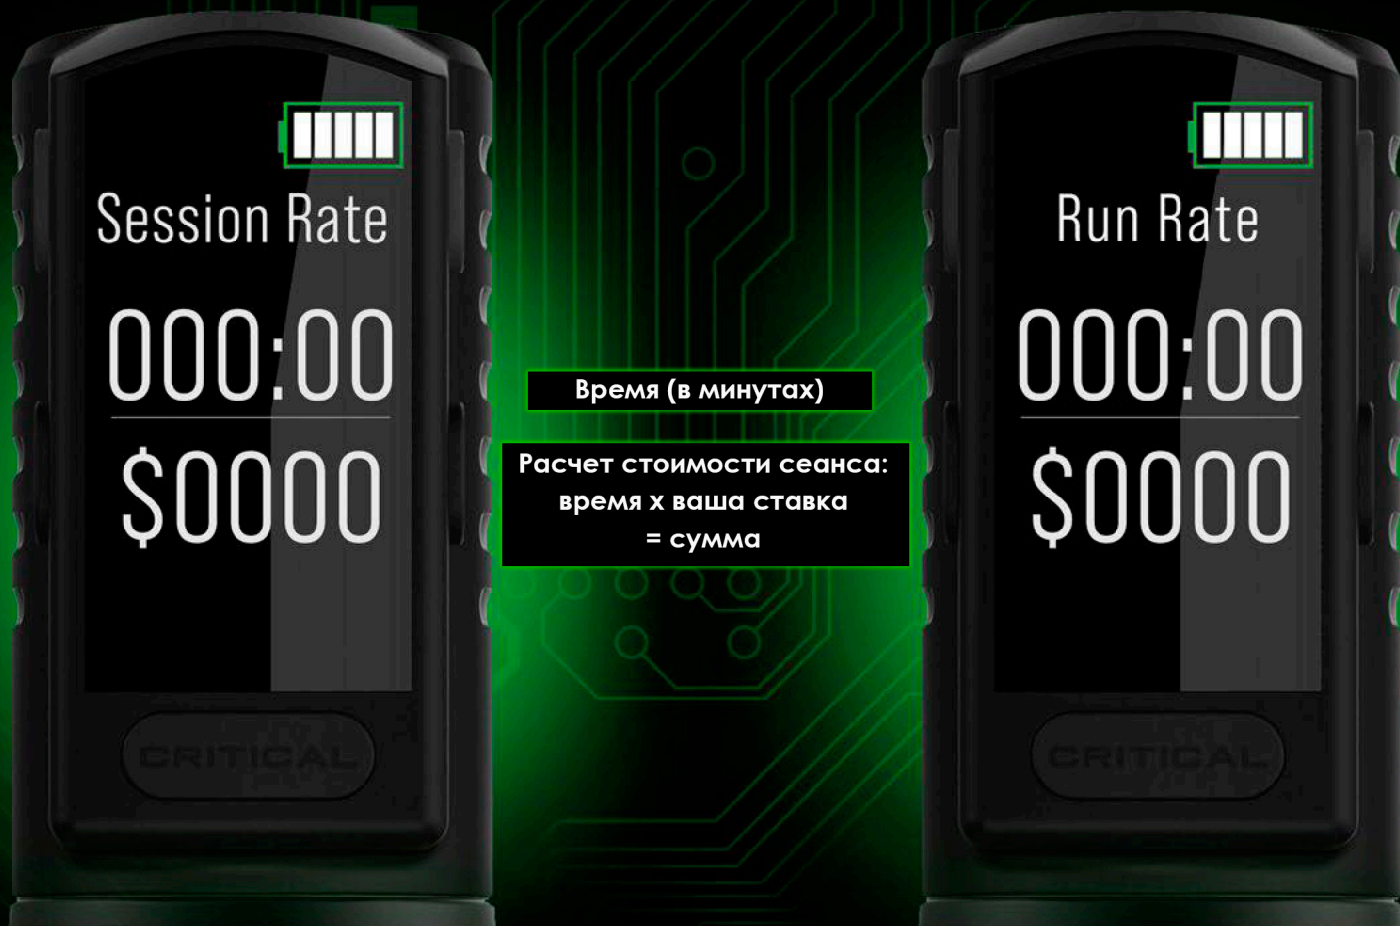 Session Rate
000:00
$0000
CRITICAL
Время (в минутах)
Расчет стоимости сеанса:
время х ваша ставка
= сумма
Run Rate
000:00
$0000
CRITICAL